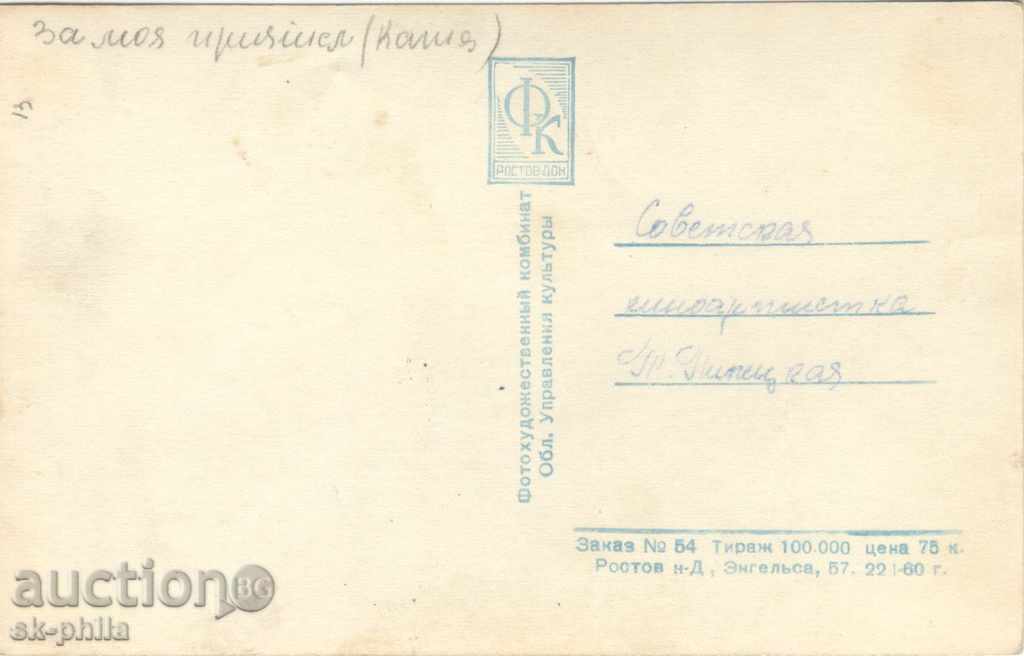 За моя приятел (Катя)
13
ФК
РОСТОВ-ДОН
Фотохудожественный комбинат
Обл. Управления культуры
Советская
киноартистка
Заказ № 54 Тираж 100.000 цена 75 к.
Ростов н-Д, Энгельса, 57. 22 I-60 г.
auction BG
sk-phila